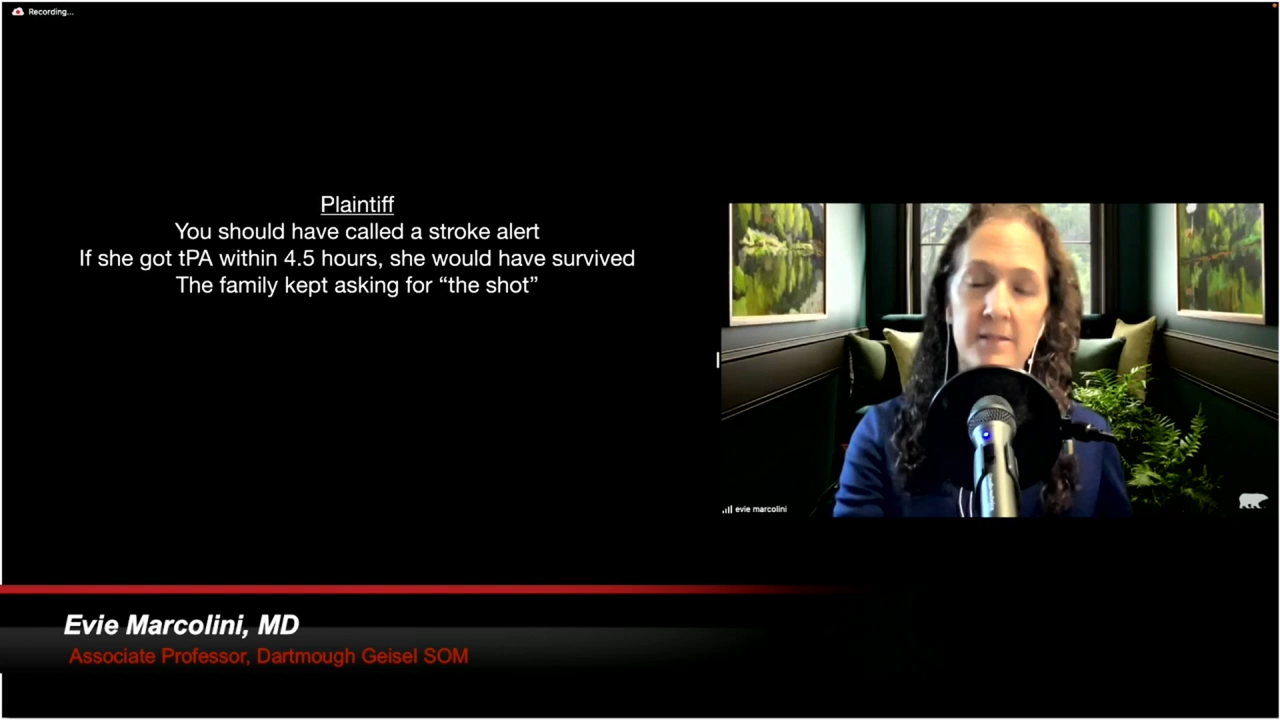 Recording...
Plaintiff
You should have called a stroke alert
If she got tPA within 4.5 hours, she would have survived
The family kept asking for “the shot”
evie marcolini
Evie Marcolini, MD
Associate Professor, Dartmough Geisel SOM